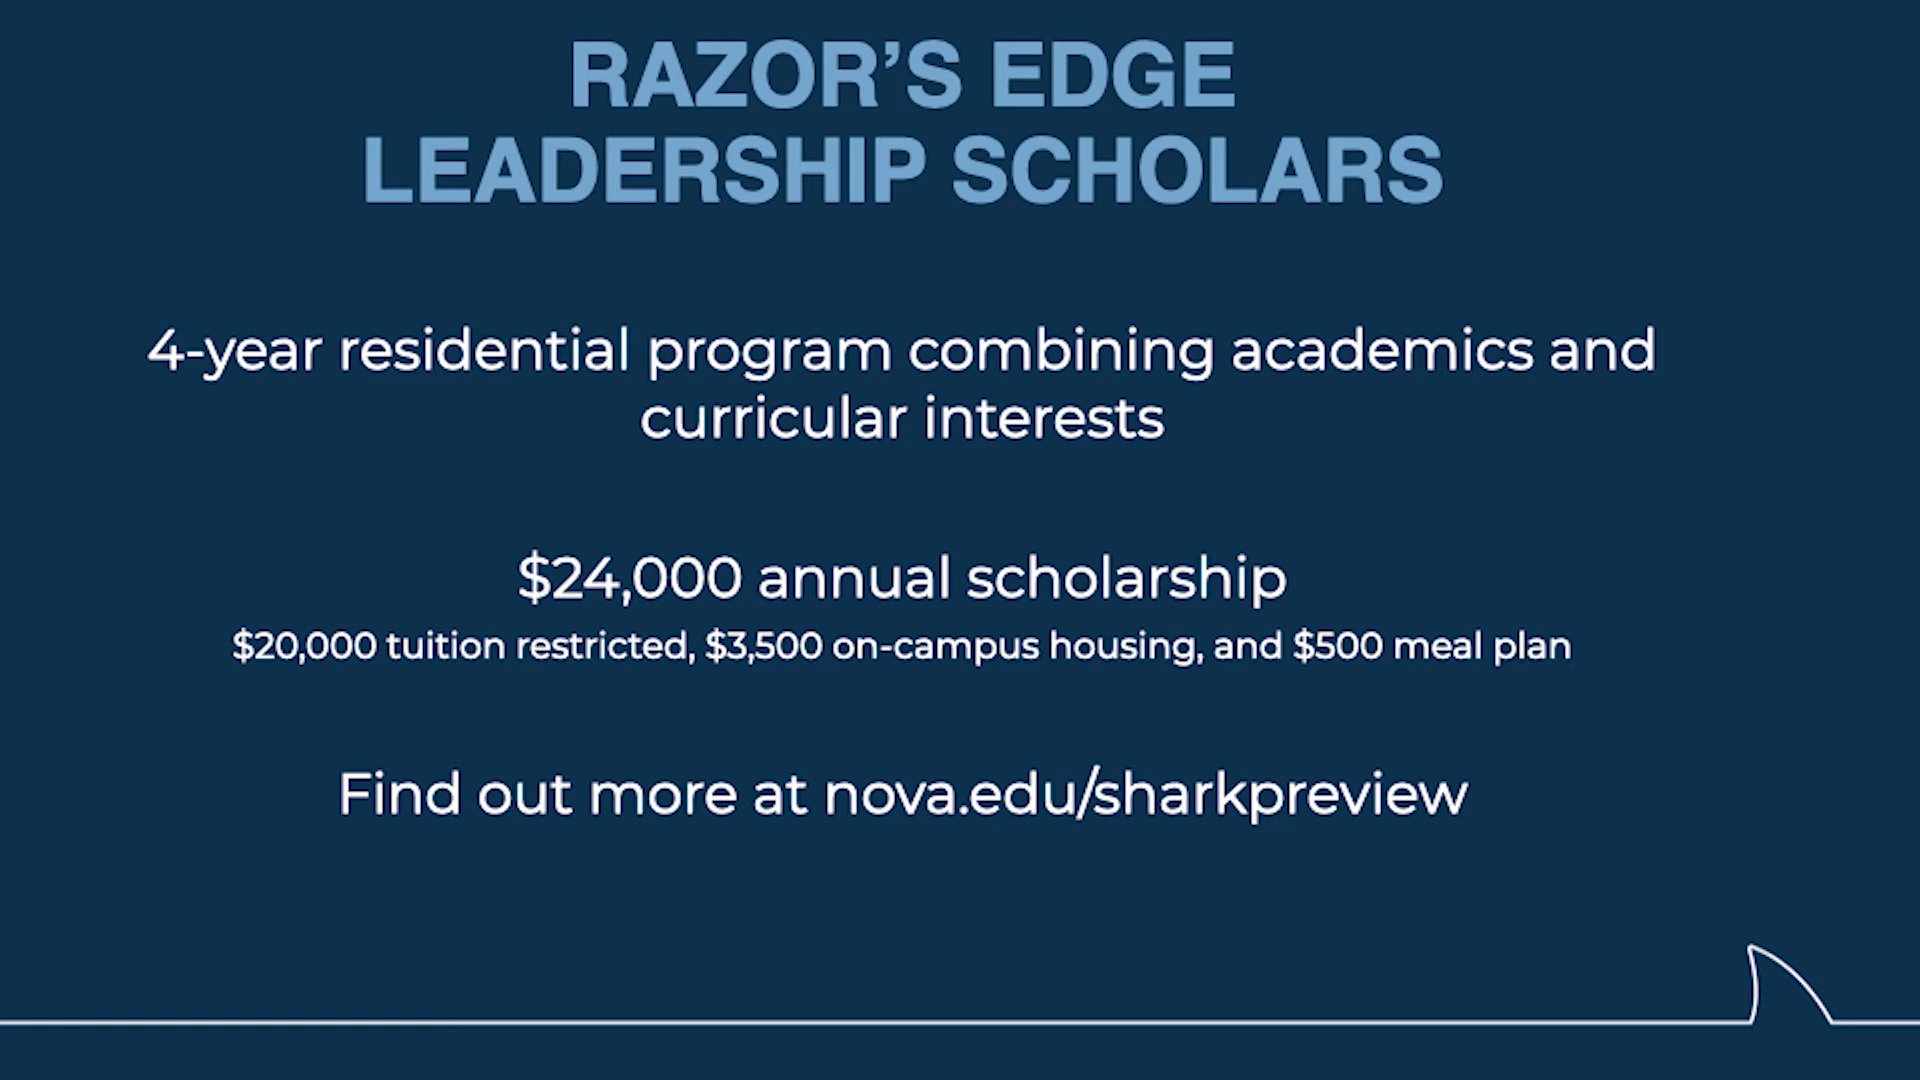 RAZOR’S EDGE
LEADERSHIP SCHOLARS
4-year residential program combining academics and
curricular interests
$24,000 annual scholarship
$20,000 tuition restricted, $3,500 on-campus housing, and $500 meal plan
Find out more at nova.edu/sharkpreview